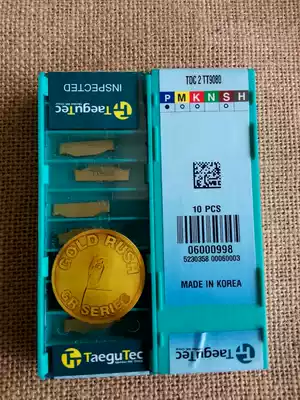 TaeguTec
INSPECTED
GOLD RUSH
GR SERIES
TaeguTec
TDC 2 TT9080
P M K N S H
10 PCS
06000998
5230358 00060003
MADE IN KOREA
TaeguTec